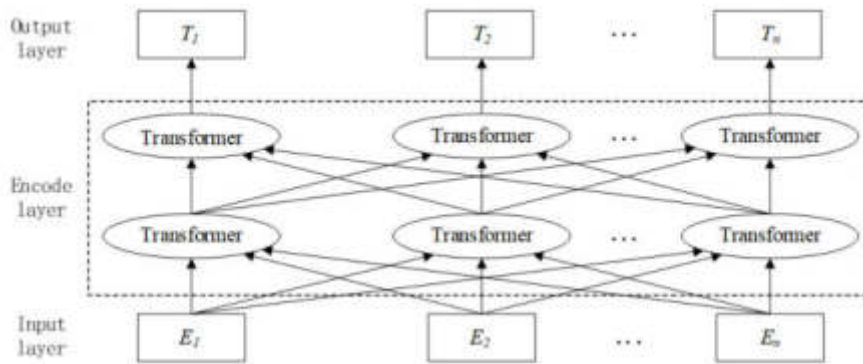 Output layer
T1 T2 ... Tn
Transformer Transformer ... Transformer
Encode layer
Transformer Transformer ... Transformer
Input layer
E1 E2 ... En